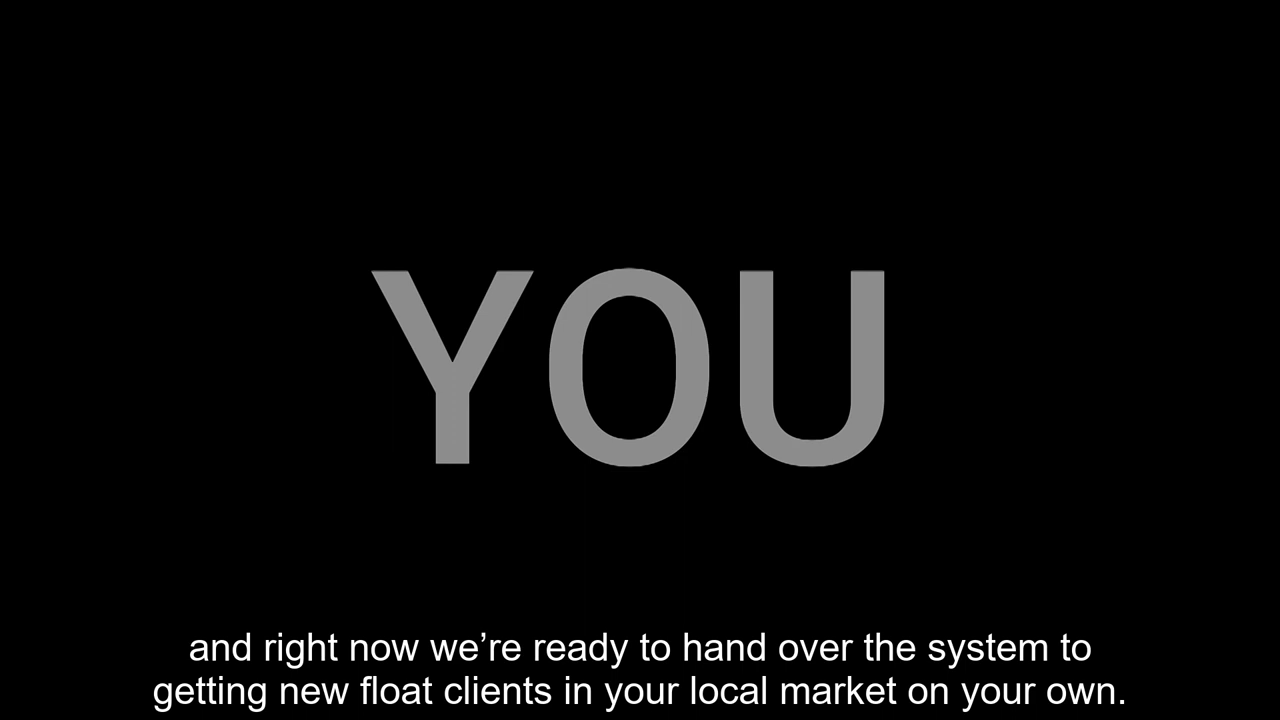 YOU
and right now we’re ready to hand over the system to
getting new float clients in your local market on your own.